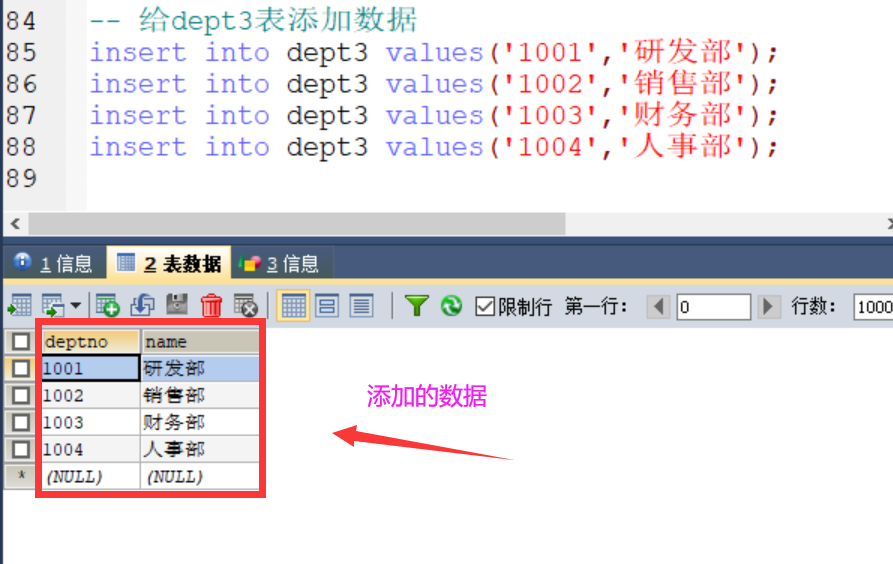 84 -- 给dept3表添加数据
85 insert into dept3 values('1001','研发部');
86 insert into dept3 values('1002','销售部');
87 insert into dept3 values('1003','财务部');
88 insert into dept3 values('1004','人事部');
89
1 信息 2 表数据 3 信息
限制行 第一行: 0 行数: 1000
deptno name
1001 研发部
1002 销售部
1003 财务部
1004 人事部
* (NULL) (NULL)
添加的数据